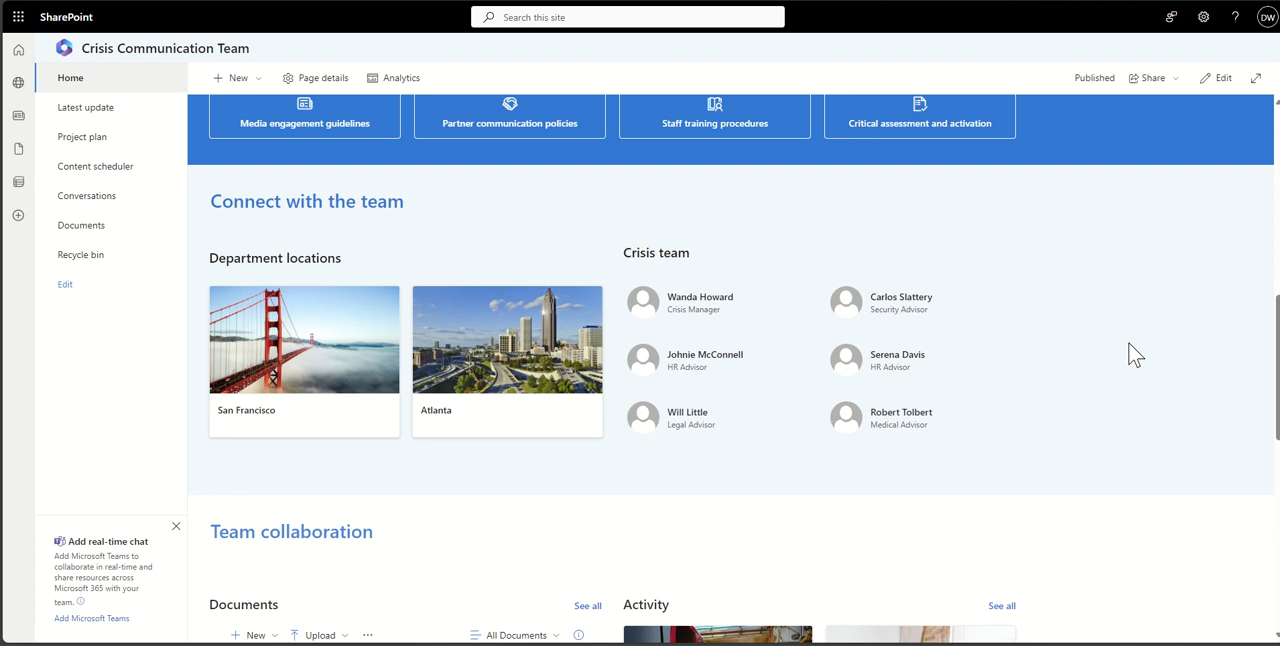 SharePoint
Search this site
DW
Crisis Communication Team
Home
Latest update
Project plan
Content scheduler
Conversations
Documents
Recycle bin
Edit
New
Page details
Analytics
Published
Share
Edit
Media engagement guidelines
Partner communication policies
Staff training procedures
Critical assessment and activation
Connect with the team
Department locations
San Francisco
Atlanta
Crisis team
Wanda Howard
Crisis Manager
Carlos Slattery
Security Advisor
Johnie McConnell
HR Advisor
Serena Davis
HR Advisor
Will Little
Legal Advisor
Robert Tolbert
Medical Advisor
Add real-time chat
Add Microsoft Teams to
collaborate in real-time and
share resources across
Microsoft 365 with your
team.
Add Microsoft Teams
Team collaboration
Documents
See all
New
Upload
All Documents
Activity
See all